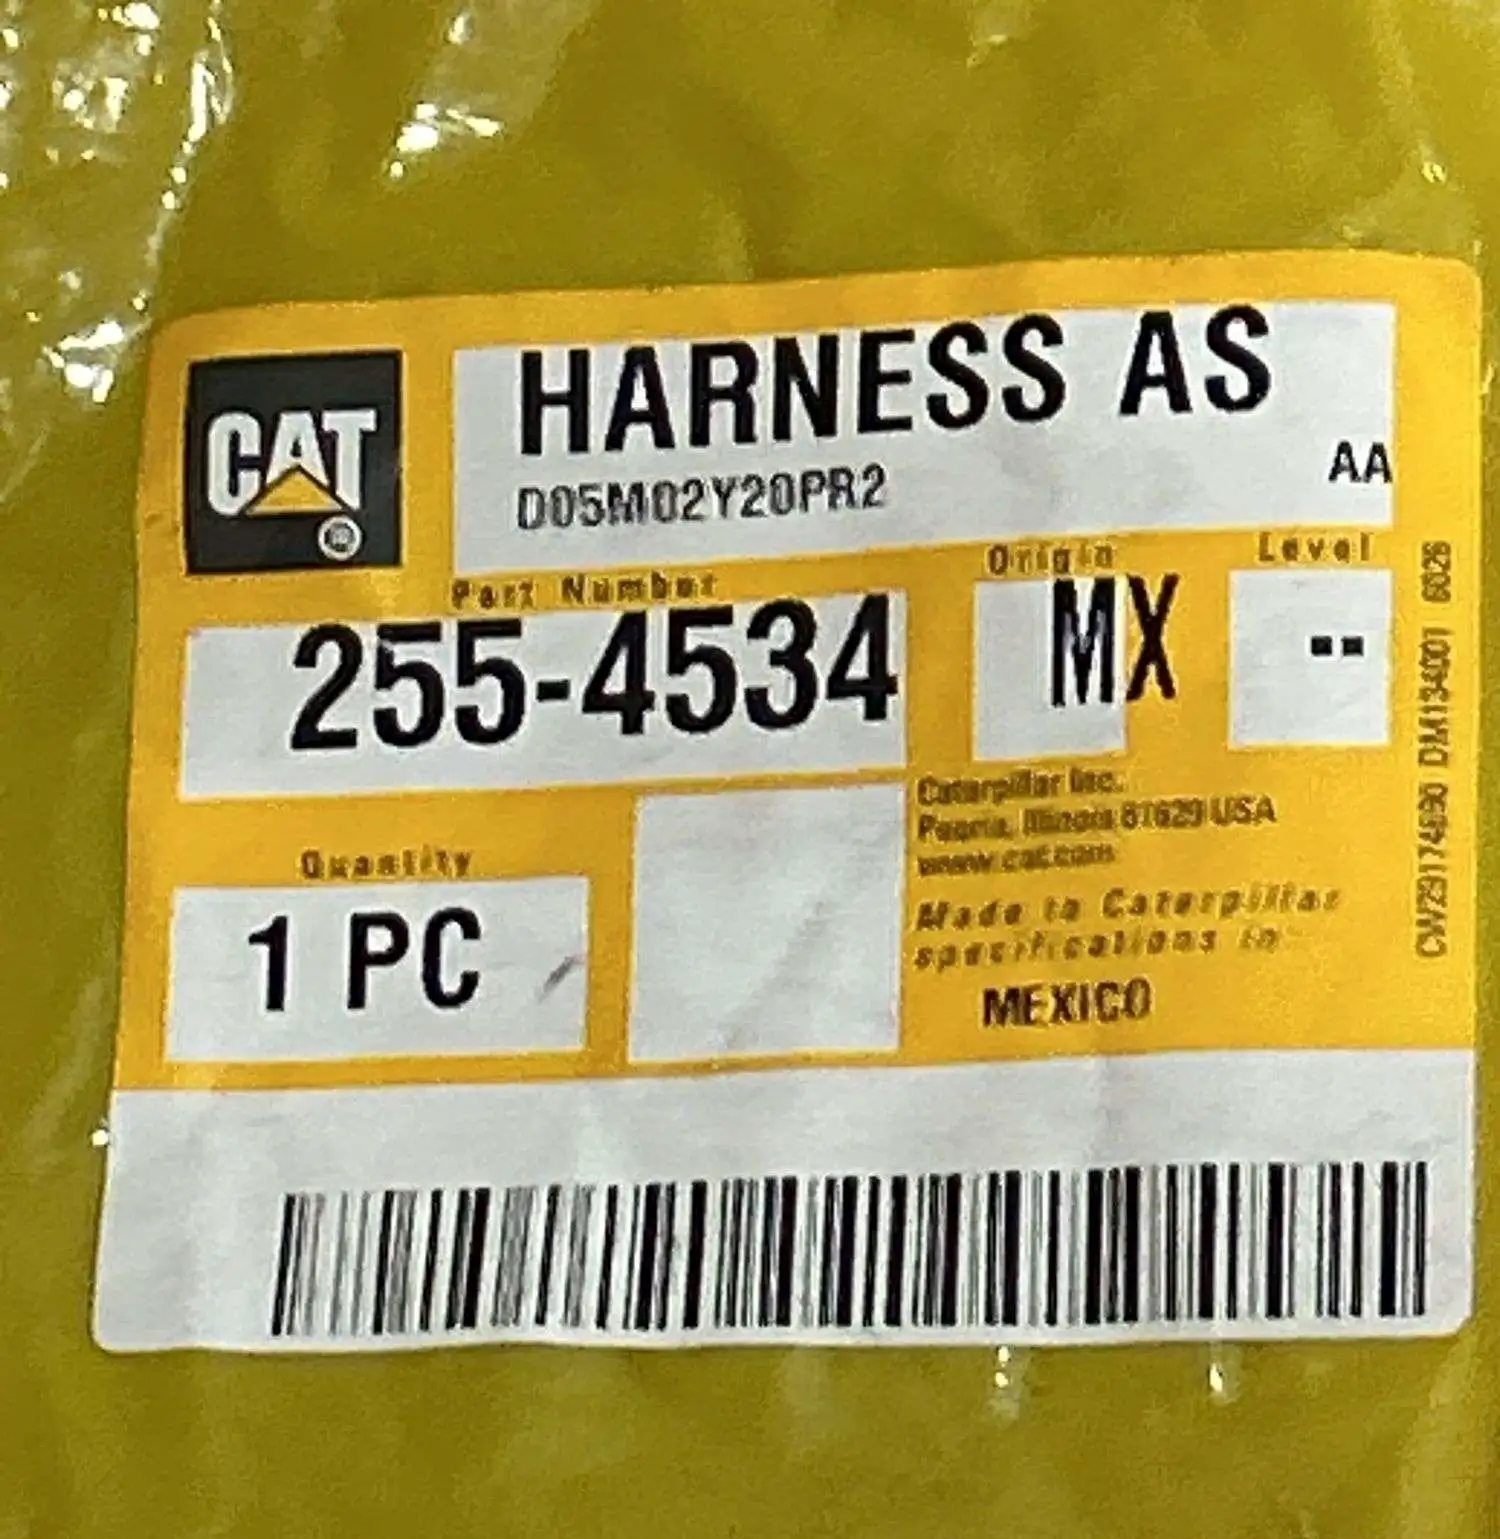 HARNESS AS
CAT
D05M02Y20PR2
AA
Part Number
Origin
Level
255-4534
MX
--
Caterpillar Inc.
Peoria, Illinois 61629 USA
www.cat.com
Quantity
1 PC
Made to Caterpillar
specifications in
MEXICO
DM134001